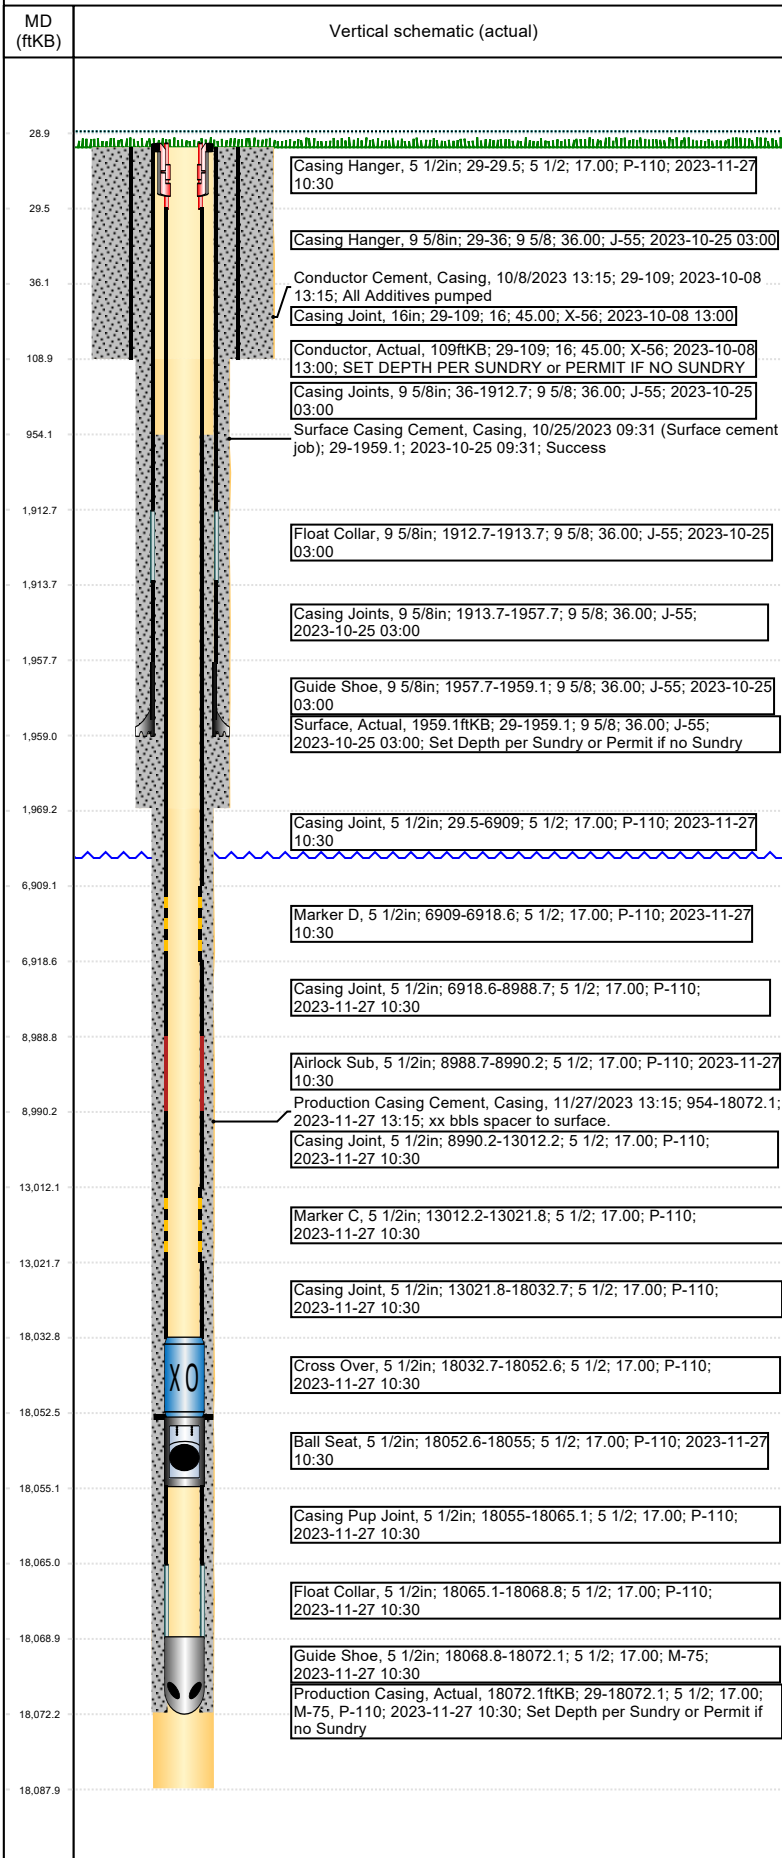 MD
(ftKB)
Vertical schematic (actual)
28.9
Casing Hanger, 5 1/2in; 29-29.5; 5 1/2; 17.00; P-110; 2023-11-27
10:30
29.5
Casing Hanger, 9 5/8in; 29-36; 9 5/8; 36.00; J-55; 2023-10-25 03:00
36.1
Conductor Cement, Casing, 10/8/2023 13:15; 29-109; 2023-10-08
13:15; All Additives pumped
Casing Joint, 16in; 29-109; 16; 45.00; X-56; 2023-10-08 13:00
108.9
Conductor, Actual, 109ftKB; 29-109; 16; 45.00; X-56; 2023-10-08
13:00; SET DEPTH PER SUNDRY or PERMIT IF NO SUNDRY
Casing Joints, 9 5/8in; 36-1912.7; 9 5/8; 36.00; J-55; 2023-10-25
03:00
954.1
Surface Casing Cement, Casing, 10/25/2023 09:31 (Surface cement
job); 29-1959.1; 2023-10-25 09:31; Success
1,912.7
Float Collar, 9 5/8in; 1912.7-1913.7; 9 5/8; 36.00; J-55; 2023-10-25
03:00
1,913.7
Casing Joints, 9 5/8in; 1913.7-1957.7; 9 5/8; 36.00; J-55;
2023-10-25 03:00
1,957.7
Guide Shoe, 9 5/8in; 1957.7-1959.1; 9 5/8; 36.00; J-55; 2023-10-25
03:00
Surface, Actual, 1959.1ftKB; 29-1959.1; 9 5/8; 36.00; J-55;
2023-10-25 03:00; Set Depth per Sundry or Permit if no Sundry
1,959.0
1,969.2
Casing Joint, 5 1/2in; 29.5-6909; 5 1/2; 17.00; P-110; 2023-11-27
10:30
6,909.1
Marker D, 5 1/2in; 6909-6918.6; 5 1/2; 17.00; P-110; 2023-11-27
10:30
6,918.6
Casing Joint, 5 1/2in; 6918.6-8988.7; 5 1/2; 17.00; P-110;
2023-11-27 10:30
8,988.8
Airlock Sub, 5 1/2in; 8988.7-8990.2; 5 1/2; 17.00; P-110; 2023-11-27
10:30
8,990.2
Production Casing Cement, Casing, 11/27/2023 13:15; 954-18072.1;
2023-11-27 13:15; xx bbls spacer to surface.
Casing Joint, 5 1/2in; 8990.2-13012.2; 5 1/2; 17.00; P-110;
2023-11-27 10:30
13,012.1
Marker C, 5 1/2in; 13012.2-13021.8; 5 1/2; 17.00; P-110;
2023-11-27 10:30
13,021.7
Casing Joint, 5 1/2in; 13021.8-18032.7; 5 1/2; 17.00; P-110;
2023-11-27 10:30
18,032.8
XO
Cross Over, 5 1/2in; 18032.7-18052.6; 5 1/2; 17.00; P-110;
2023-11-27 10:30
18,052.5
Ball Seat, 5 1/2in; 18052.6-18055; 5 1/2; 17.00; P-110; 2023-11-27
10:30
18,055.1
Casing Pup Joint, 5 1/2in; 18055-18065.1; 5 1/2; 17.00; P-110;
2023-11-27 10:30
18,065.0
Float Collar, 5 1/2in; 18065.1-18068.8; 5 1/2; 17.00; P-110;
2023-11-27 10:30
18,068.9
Guide Shoe, 5 1/2in; 18068.8-18072.1; 5 1/2; 17.00; M-75;
2023-11-27 10:30
Production Casing, Actual, 18072.1ftKB; 29-18072.1; 5 1/2; 17.00;
M-75, P-110; 2023-11-27 10:30; Set Depth per Sundry or Permit if
no Sundry
18,072.2
18,087.9